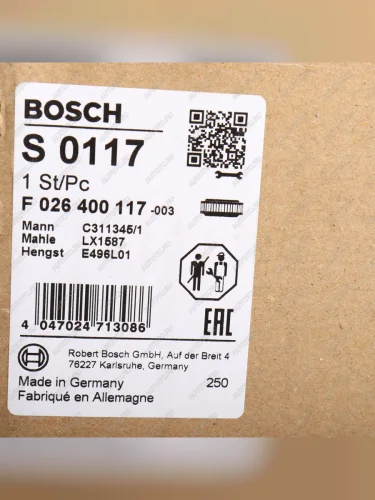 BOSCH
S 0117
1 St/Pc
F 026 400 117 -003
Mann C311345/1
Mahle LX1587
Hengst E496L01
4 047024 713086
EAC
Robert Bosch GmbH, Auf der Breit 4
76227 Karlsruhe, Germany
Made in Germany 250
Fabriqué en Allemagne